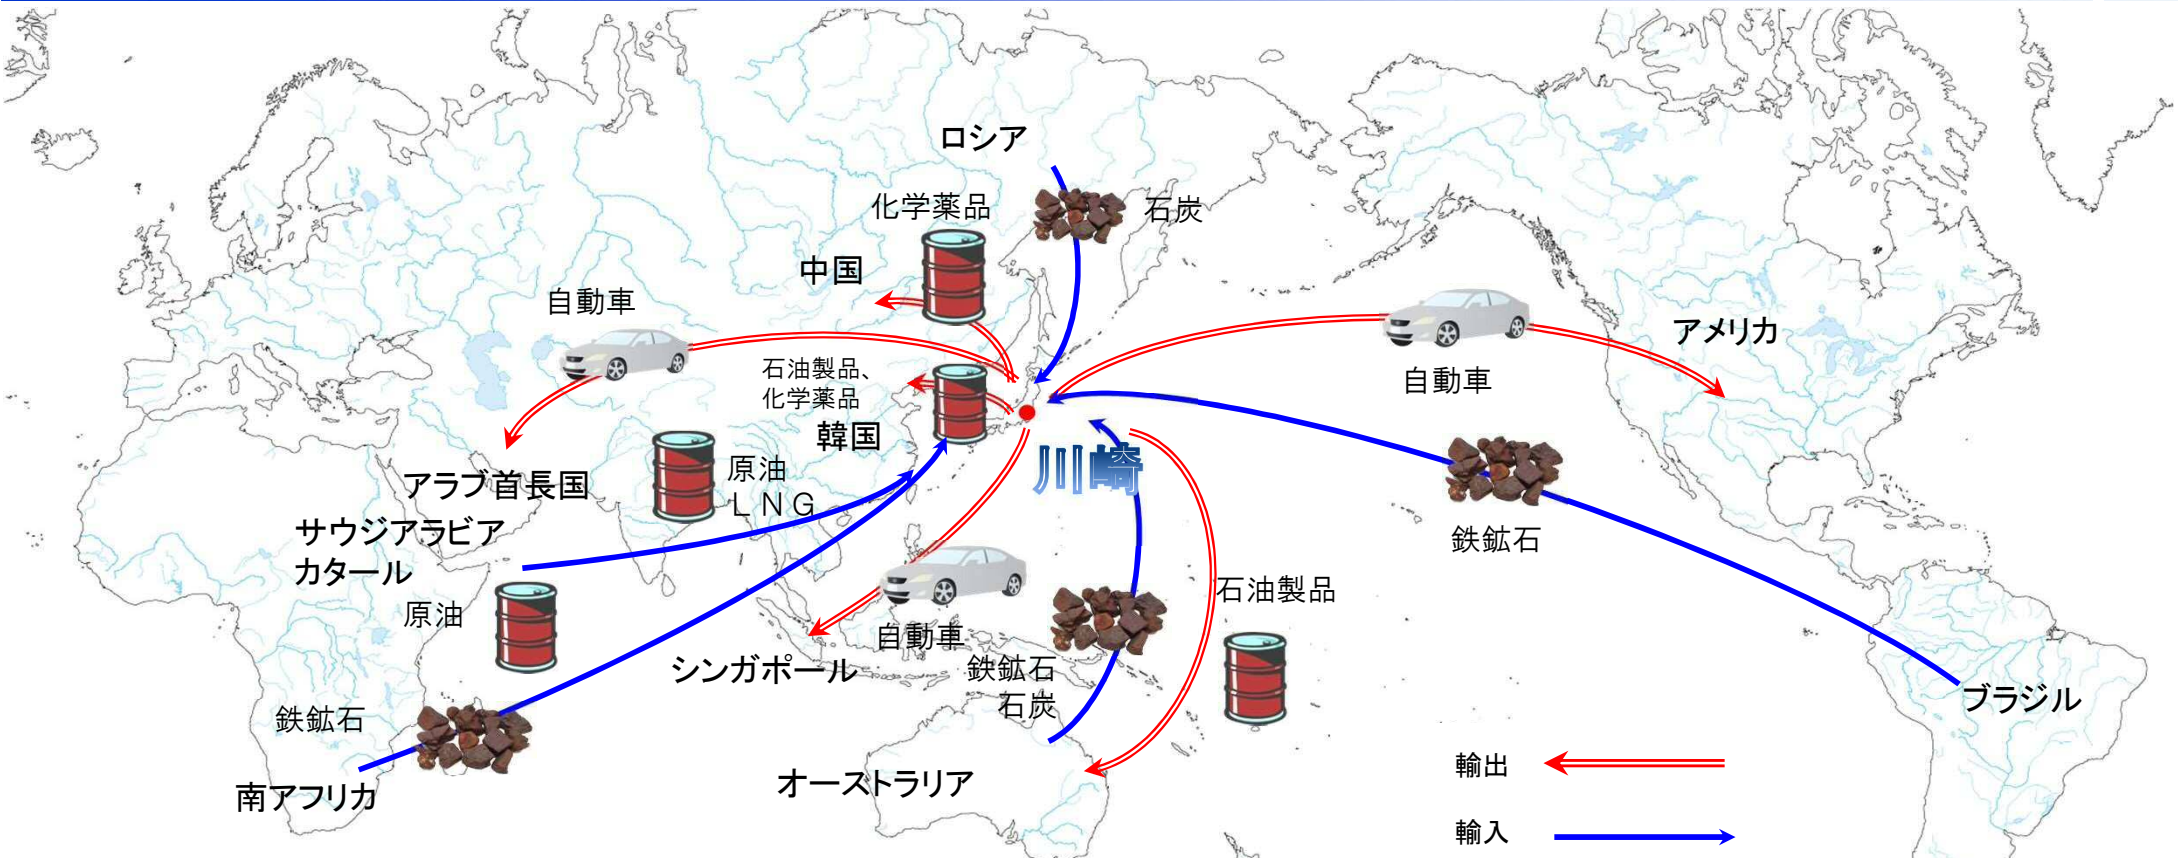 ロシア
化学薬品
石炭
中国
自動車
アメリカ
石油製品、
化学薬品
自動車
韓国
川崎
原油
ＬＮＧ
アラブ首長国
サウジアラビア
カタール
鉄鉱石
原油
石油製品
自動車
シンガポール
鉄鉱石
石炭
ブラジル
鉄鉱石
オーストラリア
南アフリカ
輸出
輸入